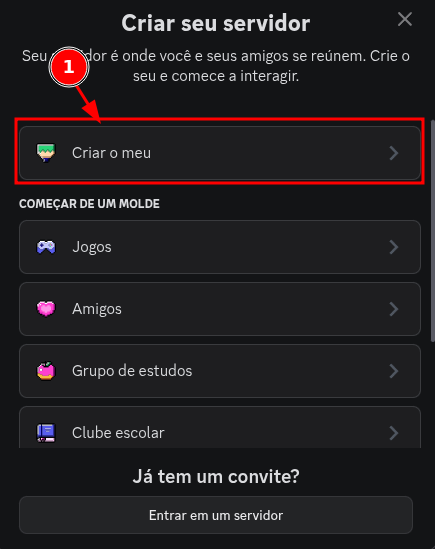 Criar seu servidor
Seu servidor é onde você e seus amigos se reúnem. Crie o
seu e comece a interagir.
1
Criar o meu
COMEÇAR DE UM MOLDE
Jogos
Amigos
Grupo de estudos
Clube escolar
Já tem um convite?
Entrar em um servidor